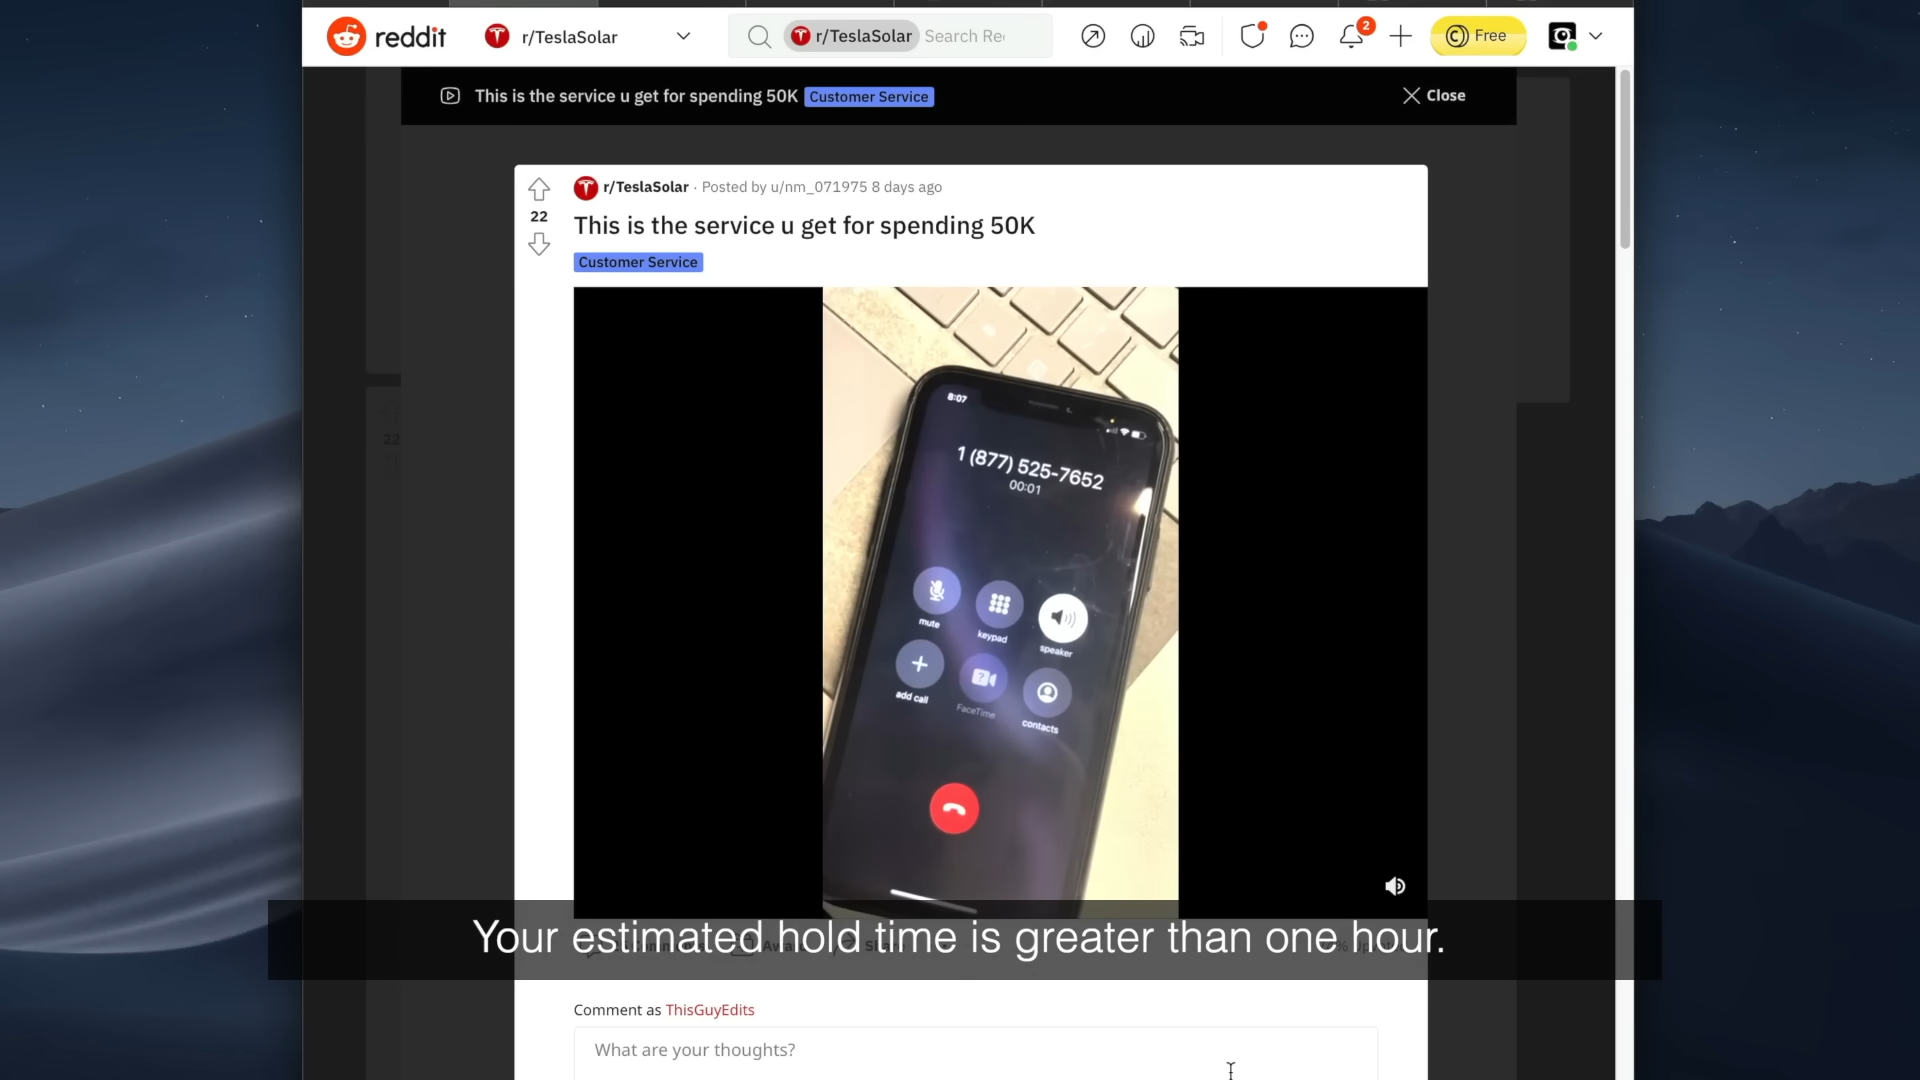 reddit
r/TeslaSolar
r/TeslaSolar Search Re
2
Free
This is the service u get for spending 50K Customer Service
Close
r/TeslaSolar · Posted by u/nm_071975 8 days ago
22
This is the service u get for spending 50K
Customer Service
22
8:07
1 (877) 525-7652
00:01
mute
keypad
speaker
add call
FaceTime
contacts
Your estimated hold time is greater than one hour.
Comment as ThisGuyEdits
What are your thoughts?